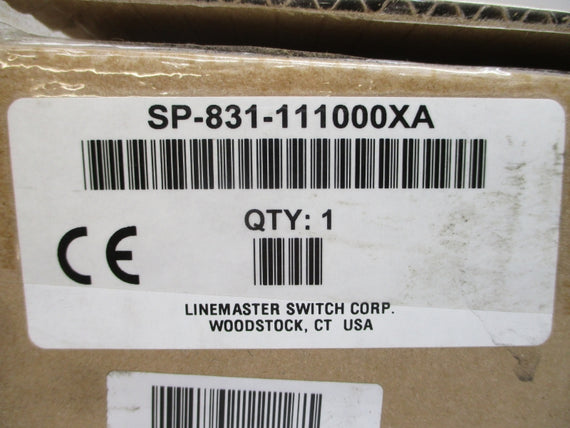 SP-831-111000XA
QTY: 1
CE
LINEMASTER SWITCH CORP.
WOODSTOCK, CT USA